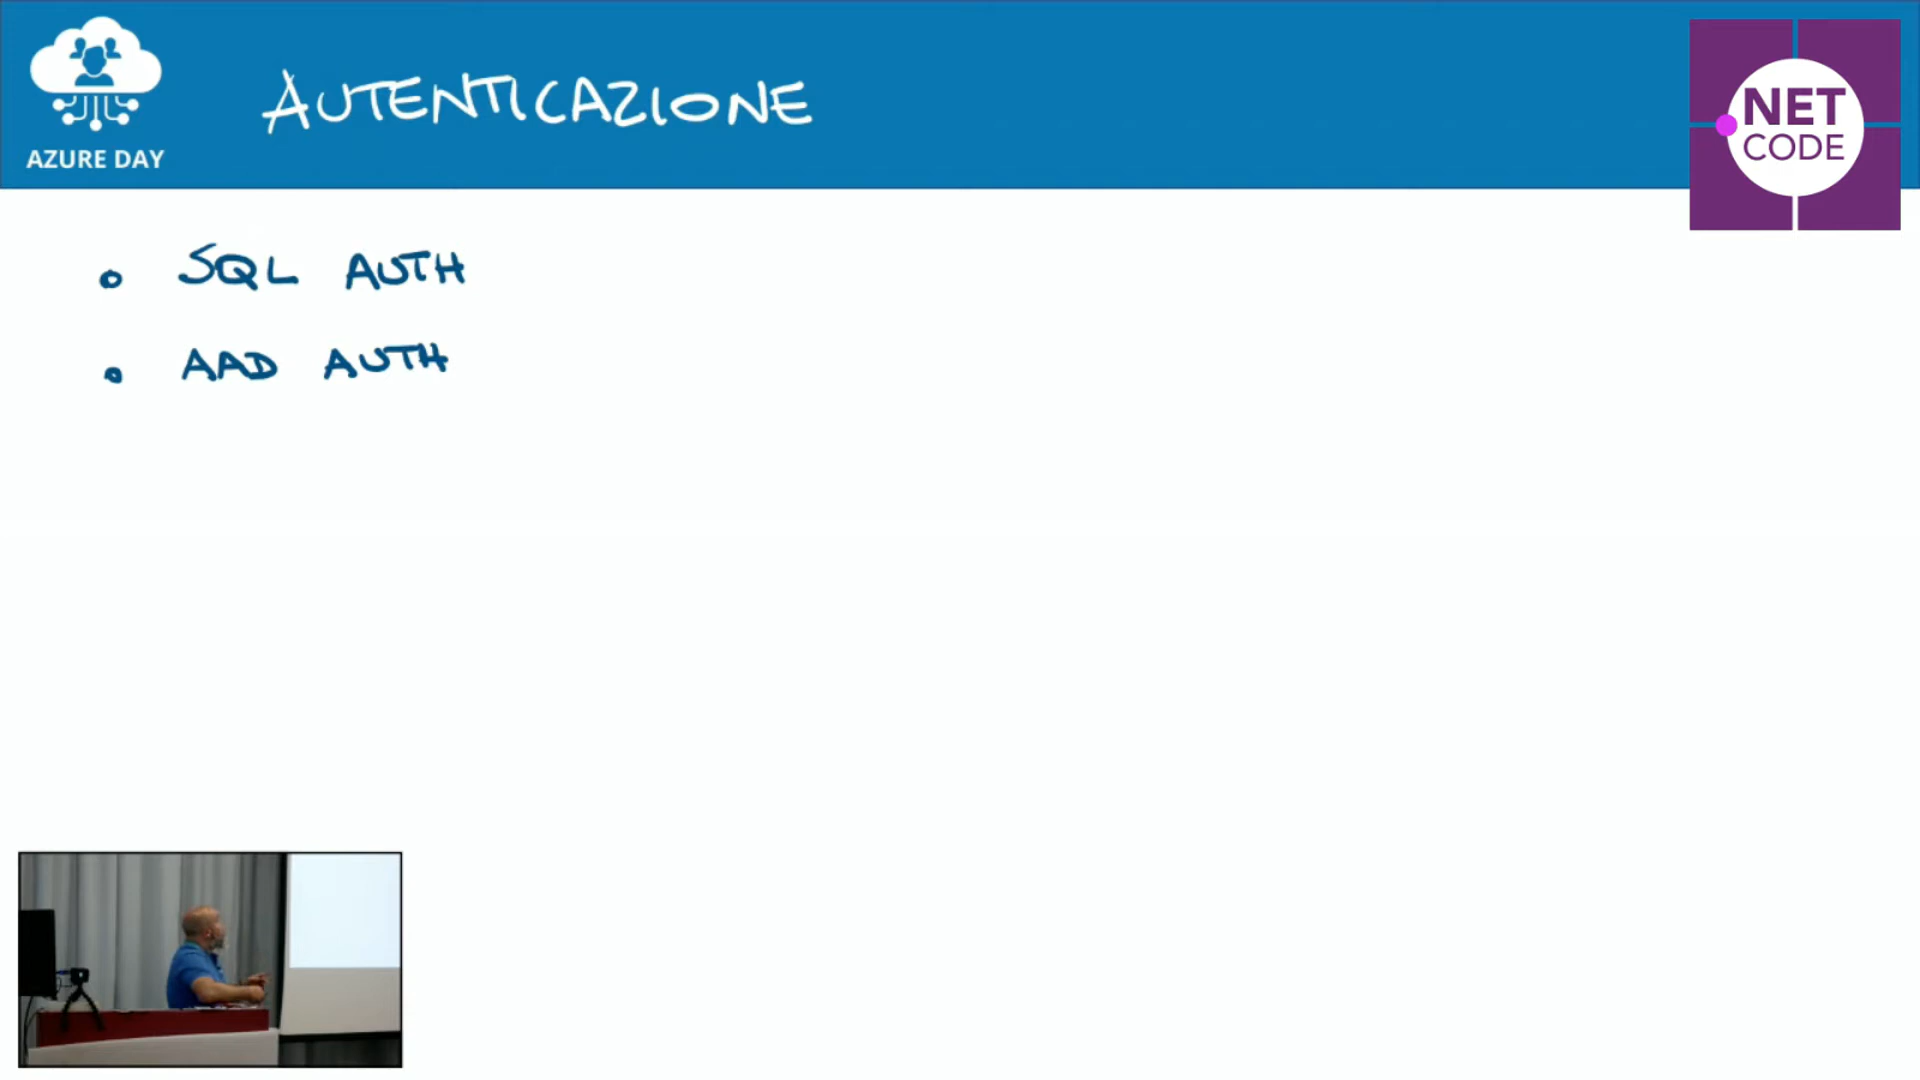 AUTENTICAZIONE
AZURE DAY
NET
CODE
SQL AUTH
AAD AUTH